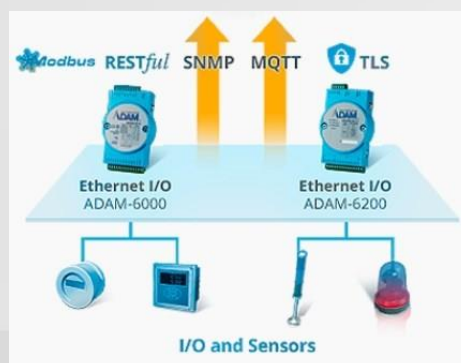 Modbus RESTful SNMP MQTT TLS
ADAM
ADAM
Ethernet I/O
ADAM-6000
Ethernet I/O
ADAM-6200
I/O and Sensors